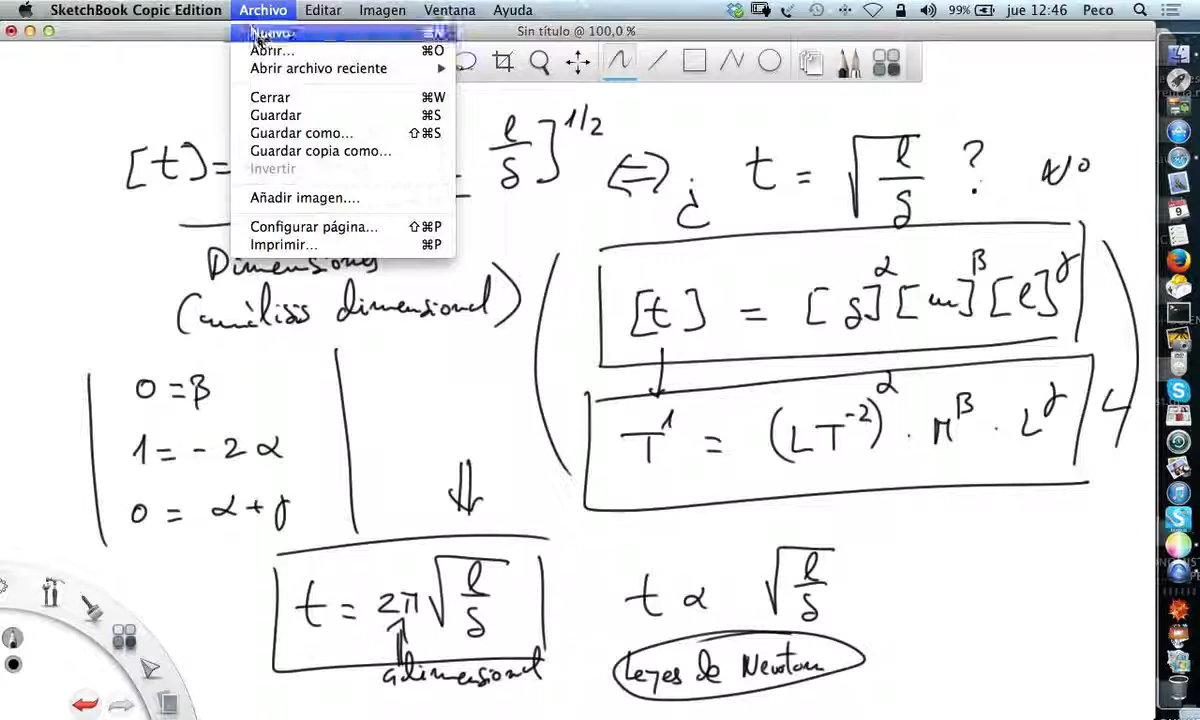 SketchBook Copic Edition Archivo Editar Imagen Ventana Ayuda 99% jue 12:46 Peco
Sin título @ 100,0 %
Nuevo... ⌘N
Abrir... ⌘O
Abrir archivo reciente ▶
Cerrar ⌘W
Guardar ⌘S
Guardar como... ⇧⌘S
Guardar copia como...
Invertir
Añadir imagen....
Configurar página... ⇧⌘P
Imprimir... ⌘P
[t]= l/g]^1/2 ⇔ ¿ t = √l/g ? NO
Dimensiones
(análisis dimensional)
[t] = [g]^α [m]^β [l]^γ
T^1 = (LT^-2)^α · M^β · L^γ
0 = β
1 = - 2 α
0 = α + γ
⇓
t = 2π √l/g
adimensional
t α √l/g
Leyes de Newton